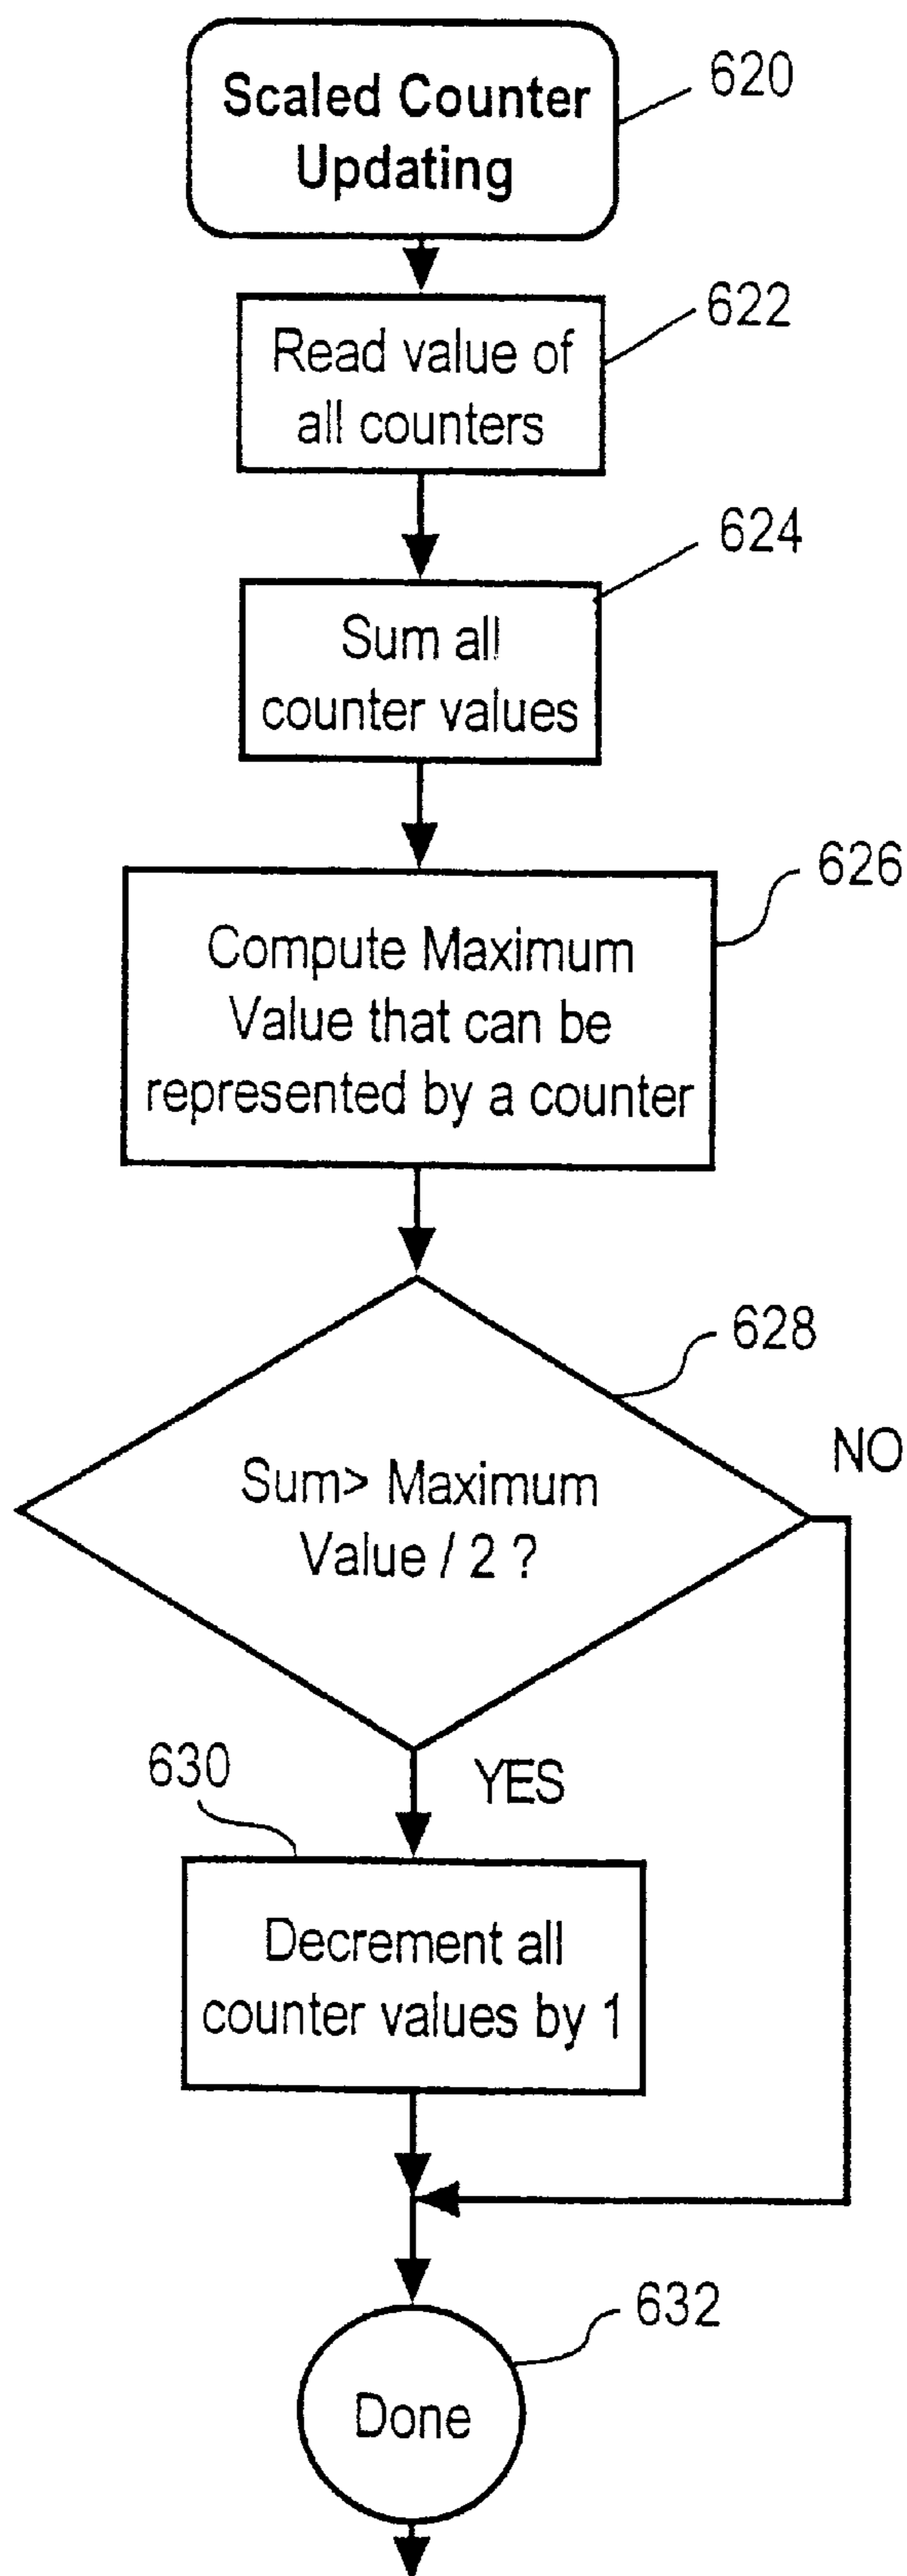 Scaled Counter
Updating
620
Read value of
all counters
622
Sum all
counter values
624
Compute Maximum
Value that can be
represented by a counter
626
Sum> Maximum
Value / 2 ?
628
NO
YES
630
Decrement all
counter values by 1
632
Done